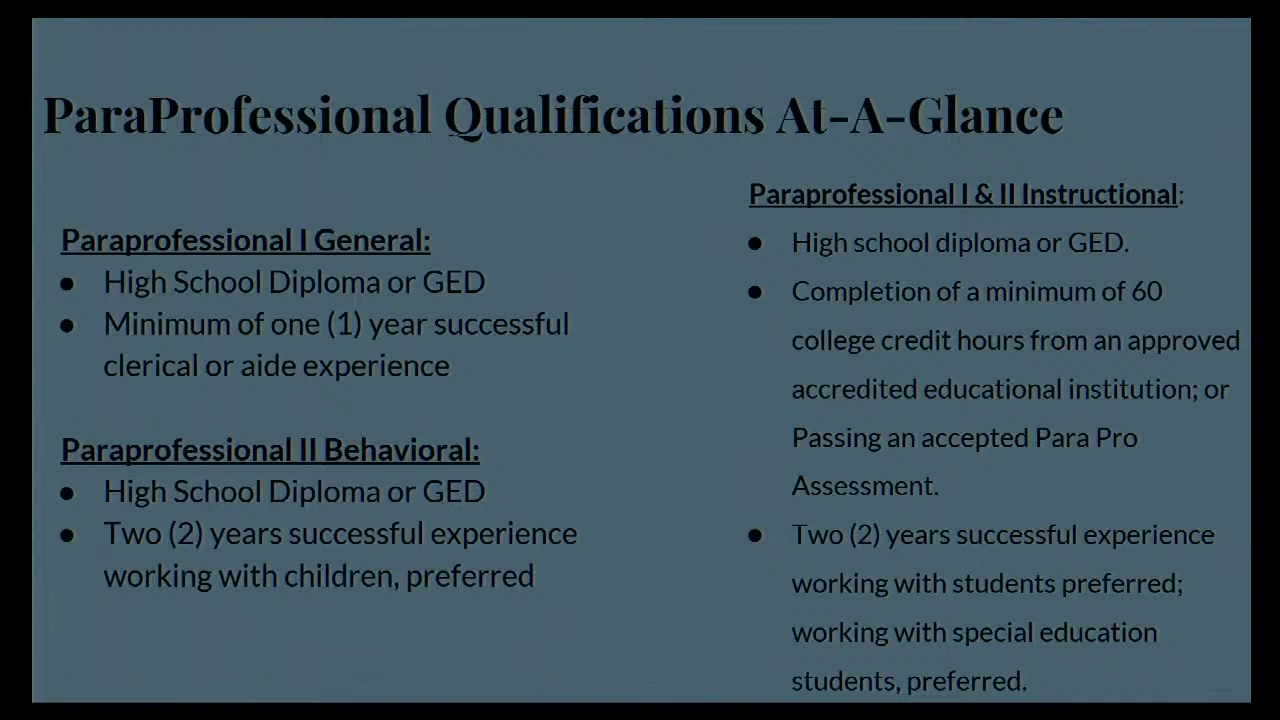 ParaProfessional Qualifications At-A-Glance
Paraprofessional I General:
● High School Diploma or GED
● Minimum of one (1) year successful
clerical or aide experience
Paraprofessional II Behavioral:
● High School Diploma or GED
● Two (2) years successful experience
working with children, preferred
Paraprofessional I & II Instructional:
● High school diploma or GED.
● Completion of a minimum of 60
college credit hours from an approved
accredited educational institution; or
Passing an accepted Para Pro
Assessment.
● Two (2) years successful experience
working with students preferred;
working with special education
students, preferred.